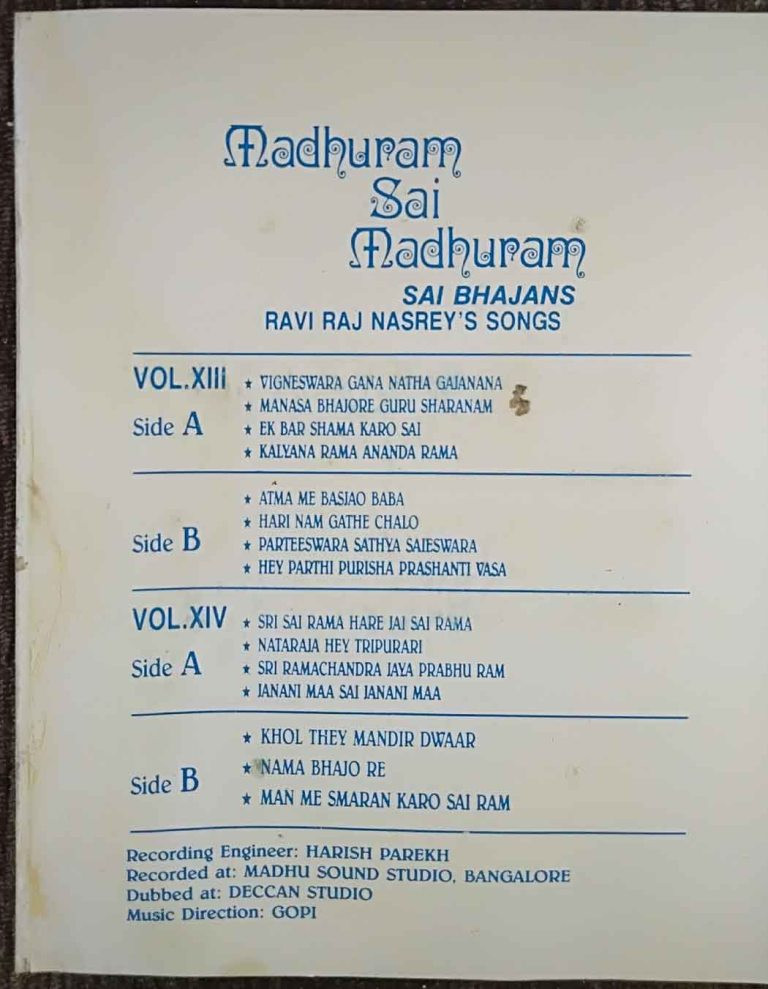 Madhuram
Sai
Madhuram
SAI BHAJANS
RAVI RAJ NASREY'S SONGS
VOL.XIII ★ VIGNESWARA GANA NATHA GAJANANA
★ MANASA BHAJORE GURU SHARANAM
Side A ★ EK BAR SHAMA KARO SAI
★ KALYANA RAMA ANANDA RAMA
★ ATMA ME BASJAO BABA
★ HARI NAM GATHE CHALO
Side B ★ PARTEESWARA SATHYA SAIESWARA
★ HEY PARTHI PURISHA PRASHANTI VASA
VOL.XIV ★ SRI SAI RAMA HARE JAI SAI RAMA
★ NATARAJA HEY TRIPURARI
Side A ★ SRI RAMACHANDRA JAYA PRABHU RAM
★ JANANI MAA SAI JANANI MAA
★ KHOL THEY MANDIR DWAAR
★ NAMA BHAJO RE
Side B ★ MAN ME SMARAN KARO SAI RAM
Recording Engineer: HARISH PAREKH
Recorded at: MADHU SOUND STUDIO, BANGALORE
Dubbed at: DECCAN STUDIO
Music Direction: GOPI